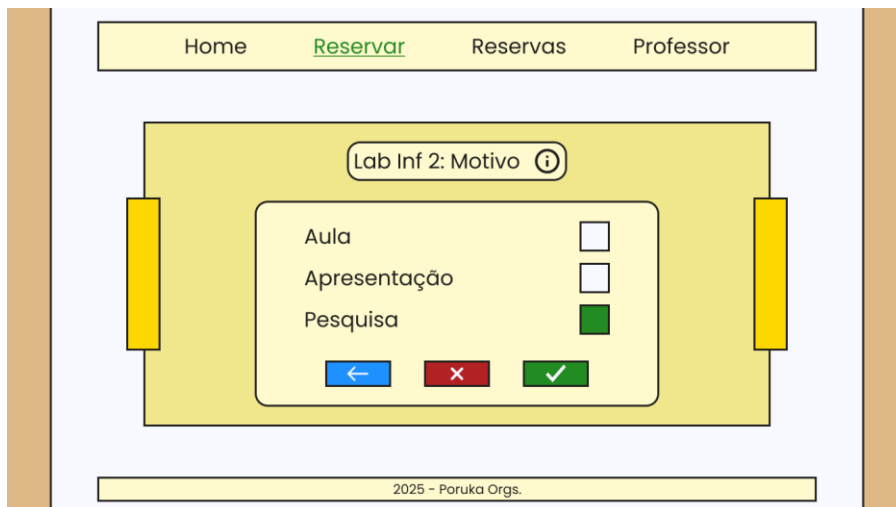 Home Reservar Reservas Professor
Lab Inf 2: Motivo
Aula
Apresentação
Pesquisa
2025 - Poruka Orgs.